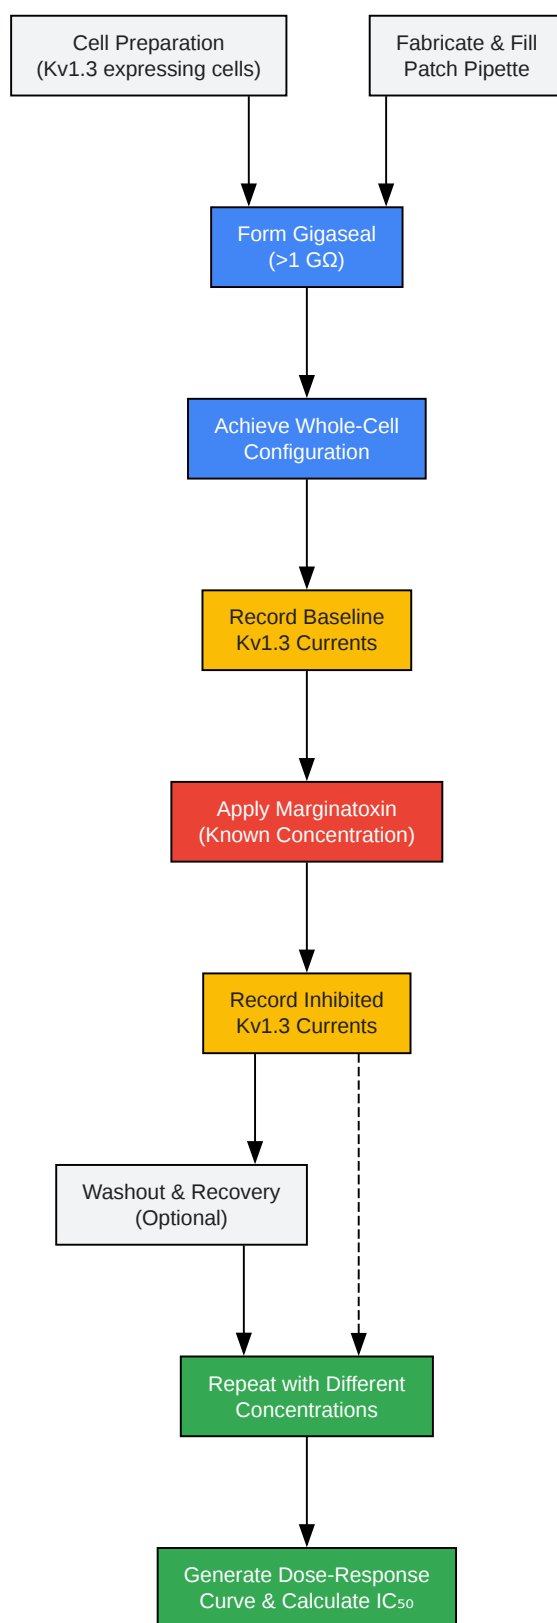 Cell Preparation
(Kv1.3 expressing cells)
Fabricate & Fill
Patch Pipette
Form Gigaseal
(>1 GΩ)
Achieve Whole-Cell
Configuration
Record Baseline
Kv1.3 Currents
Apply Marginatoxin
(Known Concentration)
Record Inhibited
Kv1.3 Currents
Washout & Recovery
(Optional)
Repeat with Different
Concentrations
Generate Dose-Response
Curve & Calculate IC₅₀